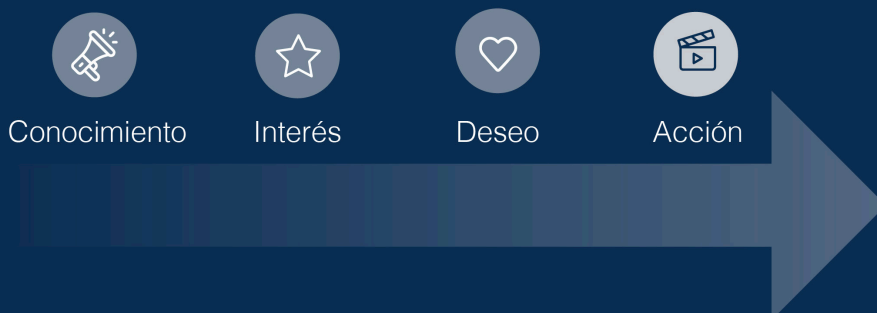 Conocimiento
Interés
Deseo
Acción